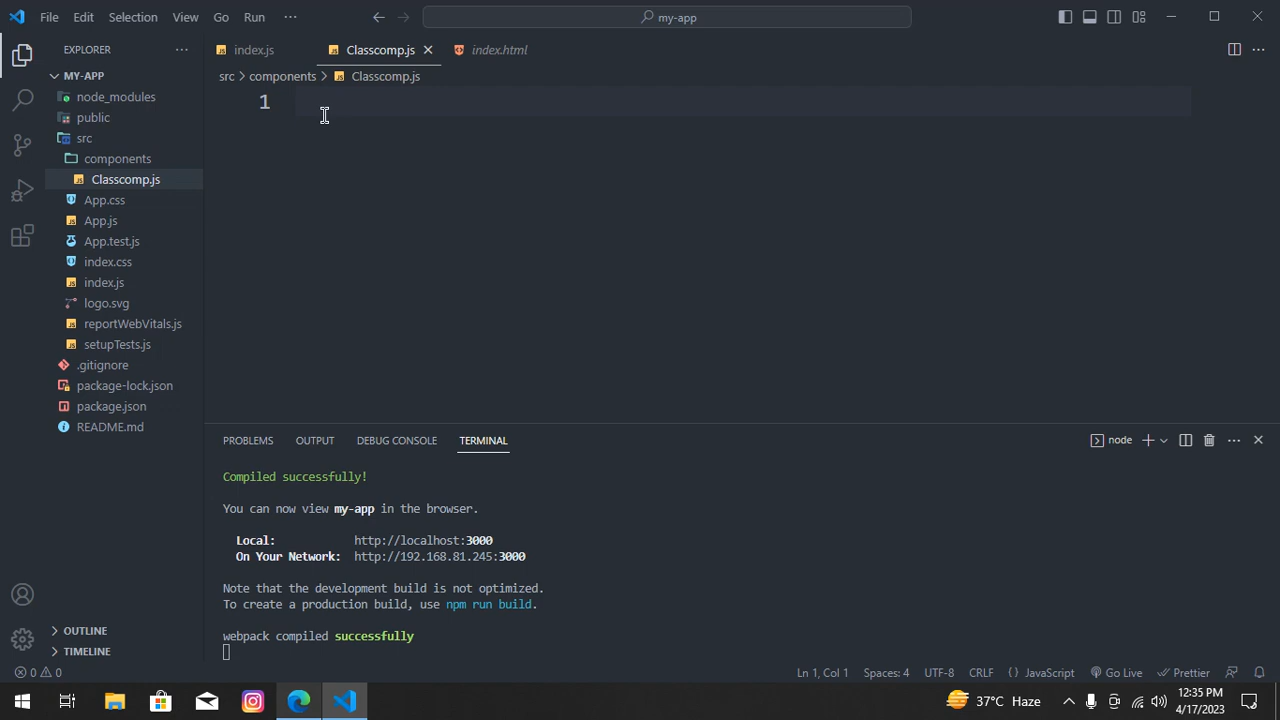 File Edit Selection View Go Run ···
my-app
EXPLORER
MY-APP
node_modules
public
src
components
Classcomp.js
App.css
App.js
App.test.js
index.css
index.js
logo.svg
reportWebVitals.js
setupTests.js
.gitignore
package-lock.json
package.json
README.md
OUTLINE
TIMELINE
index.js Classcomp.js index.html
src > components > Classcomp.js
1
PROBLEMS OUTPUT DEBUG CONSOLE TERMINAL
node
Compiled successfully!
You can now view my-app in the browser.
Local: http://localhost:3000
On Your Network: http://192.168.81.245:3000
Note that the development build is not optimized.
To create a production build, use npm run build.
webpack compiled successfully
0 0
Ln 1, Col 1 Spaces: 4 UTF-8 CRLF {} JavaScript Go Live Prettier
37°C Haze
12:35 PM
4/17/2023